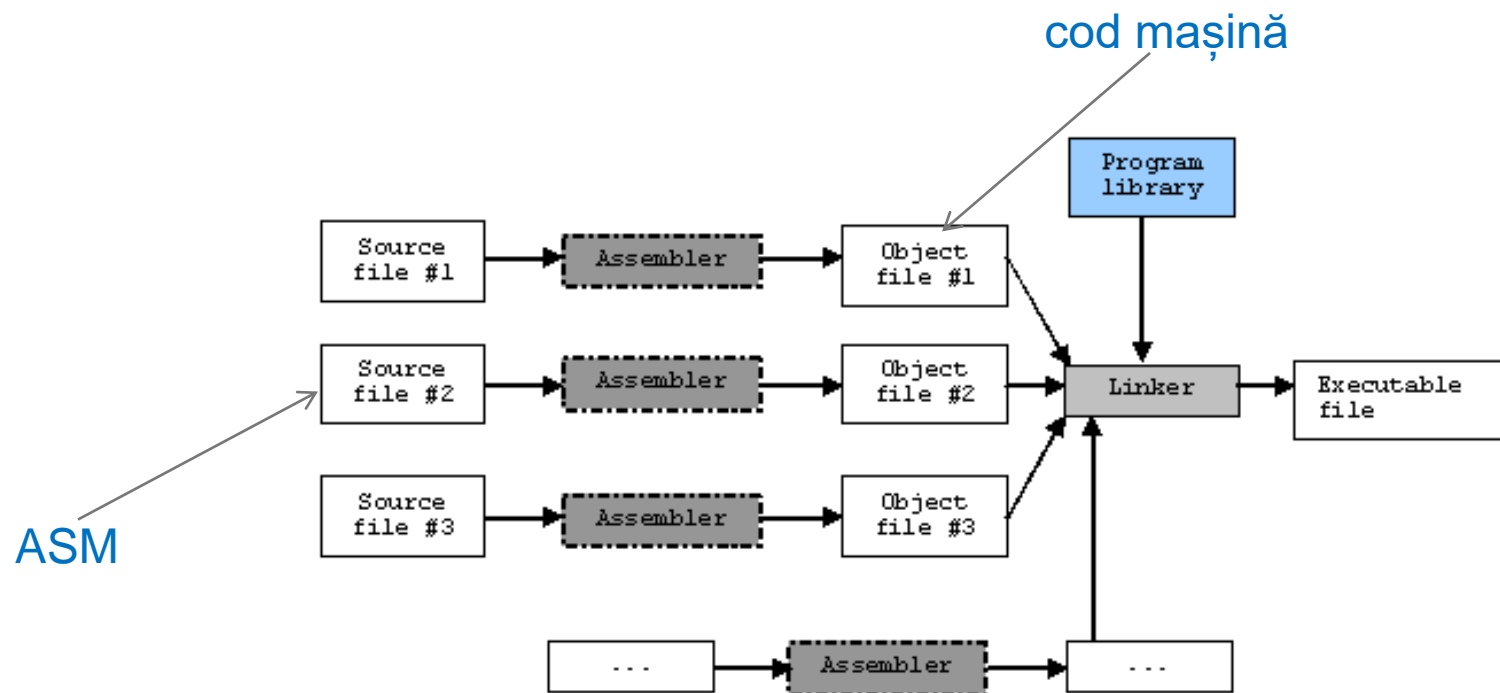 cod mașină
Program
library
Source
file #1
Assembler
Object
file #1
Source
file #2
Assembler
Object
file #2
Linker
Executable
file
Source
file #3
Assembler
Object
file #3
ASM
...
Assembler
...